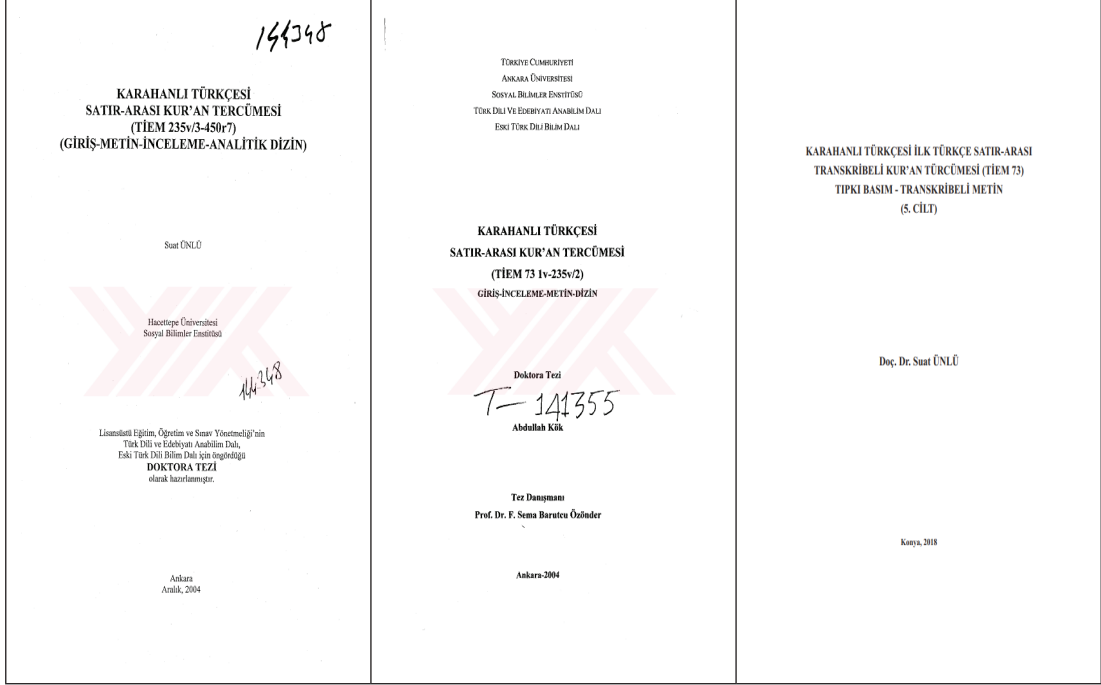 144348
KARAHANLI TÜRKÇESİ
SATIR-ARASI KUR'AN TERCÜMESİ
(TİEM 235v/3-450r7)
(GİRİŞ-METİN-İNCELEME-ANALİTİK DİZİN)
Suat ÜNLÜ
Hacettepe Üniversitesi
Sosyal Bilimler Enstitüsü
144348
Lisansüstü Eğitim, Öğretim ve Sınav Yönetmeliği'nin
Türk Dili ve Edebiyatı Anabilim Dalı,
Eski Türk Dili Bilim Dalı için öngördüğü
DOKTORA TEZİ
olarak hazırlanmıştır.
Ankara
Aralık, 2004
TÜRKİYE CUMHURİYETİ
ANKARA ÜNİVERSİTESİ
SOSYAL BİLİMLER ENSTİTÜSÜ
TÜRK DİLİ VE EDEBİYATI ANABİLİM DALI
ESKİ TÜRK DİLİ BİLİM DALI
KARAHANLI TÜRKÇESİ
SATIR-ARASI KUR'AN TERCÜMESİ
(TİEM 73 1v-235v/2)
GİRİŞ-İNCELEME-METİN-DİZİN
Doktora Tezi
T- 141355
Abdullah Kök
Tez Danışmanı
Prof. Dr. F. Sema Barutcu Özönder
Ankara-2004
KARAHANLI TÜRKÇESİ İLK TÜRKÇE SATIR-ARASI
TRANSKRİBELİ KUR'AN TÜRCÜMESİ (TİEM 73)
TIPKI BASIM - TRANSKRİBELİ METİN
(5. CİLT)
Doç. Dr. Suat ÜNLÜ
Konya, 2018